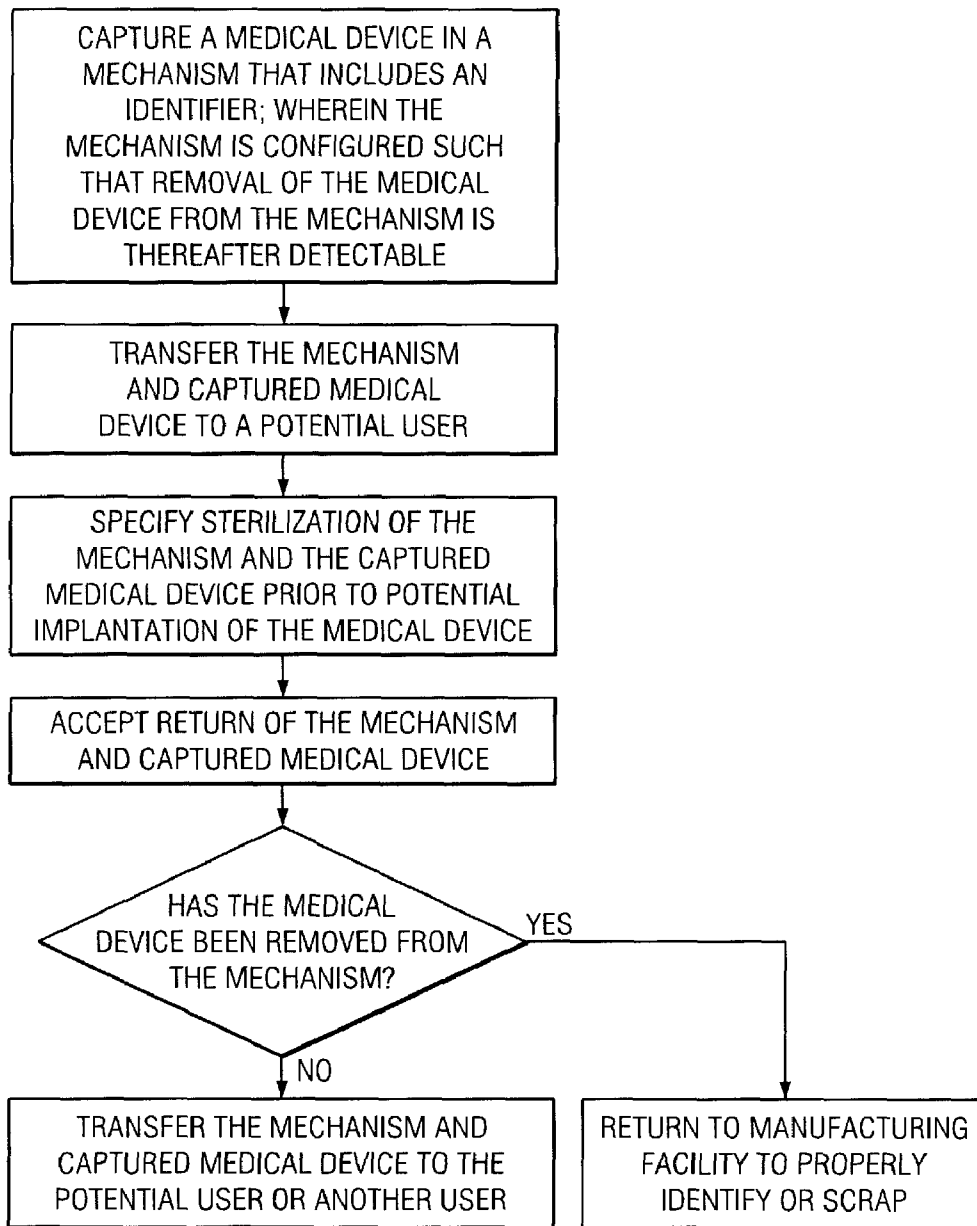 CAPTURE A MEDICAL DEVICE IN A
MECHANISM THAT INCLUDES AN
IDENTIFIER; WHEREIN THE
MECHANISM IS CONFIGURED SUCH
THAT REMOVAL OF THE MEDICAL
DEVICE FROM THE MECHANISM IS
THEREAFTER DETECTABLE
TRANSFER THE MECHANISM
AND CAPTURED MEDICAL
DEVICE TO A POTENTIAL USER
SPECIFY STERILIZATION OF THE
MECHANISM AND THE CAPTURED
MEDICAL DEVICE PRIOR TO POTENTIAL
IMPLANTATION OF THE MEDICAL DEVICE
ACCEPT RETURN OF THE MECHANISM
AND CAPTURED MEDICAL DEVICE
HAS THE MEDICAL
DEVICE BEEN REMOVED FROM
THE MECHANISM?
YES
NO
TRANSFER THE MECHANISM AND
CAPTURED MEDICAL DEVICE TO THE
POTENTIAL USER OR ANOTHER USER
RETURN TO MANUFACTURING
FACILITY TO PROPERLY
IDENTIFY OR SCRAP